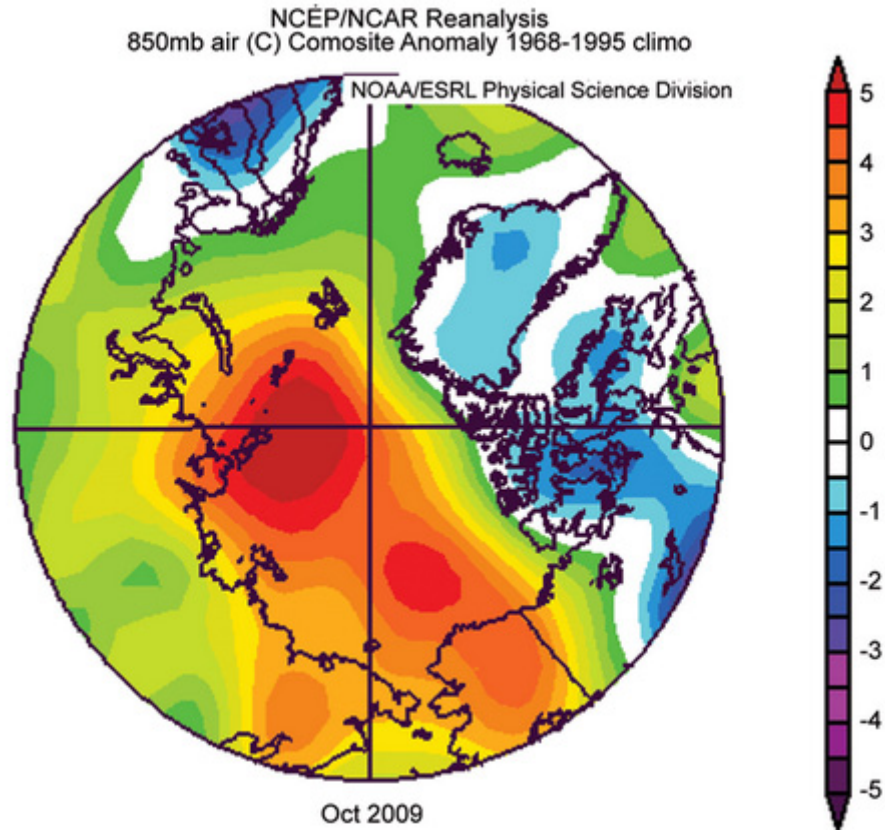 NCEP/NCAR Reanalysis
850mb air (C) Comosite Anomaly 1968-1995 climo
NOAA/ESRL Physical Science Division
5
4
3
2
1
0
-1
-2
-3
-4
-5
Oct 2009